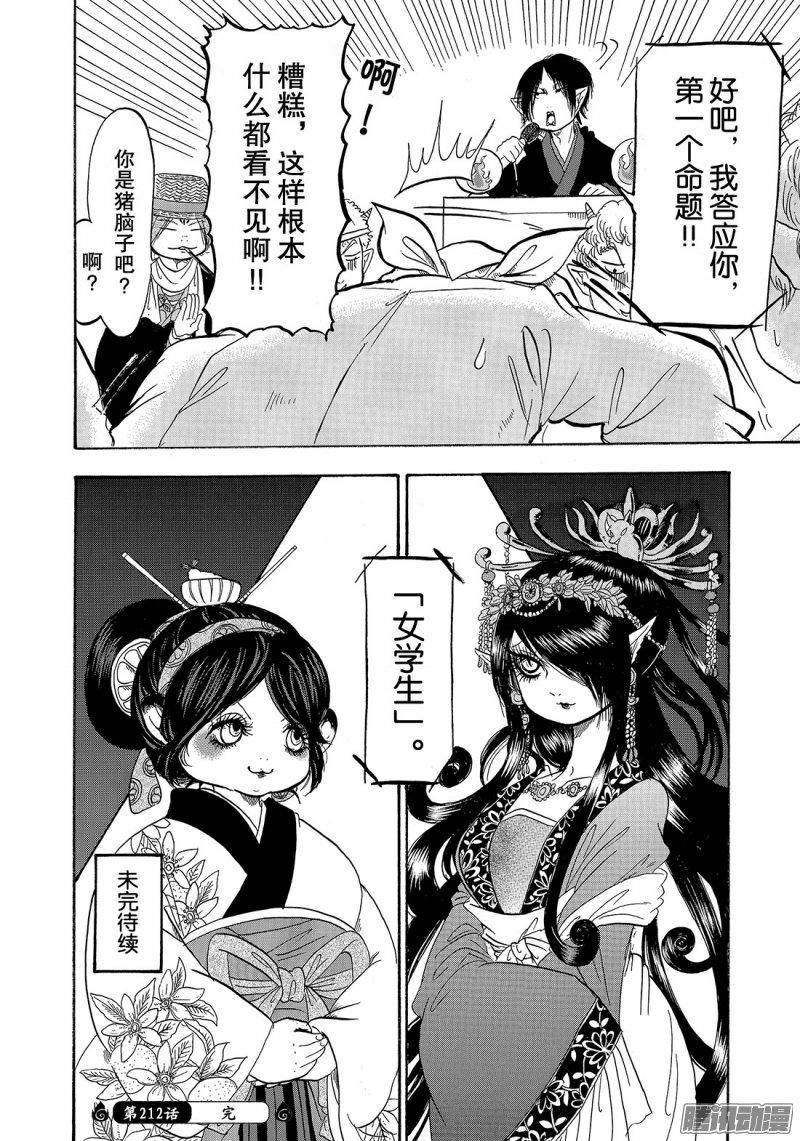 好吧，我答应你，
第一个命题!!
啊！
糟糕，这样根本
什么都看不见啊!!
你是猪脑子吧？
啊？
「女学生」。
未完待续
第212话 完
腾讯动漫